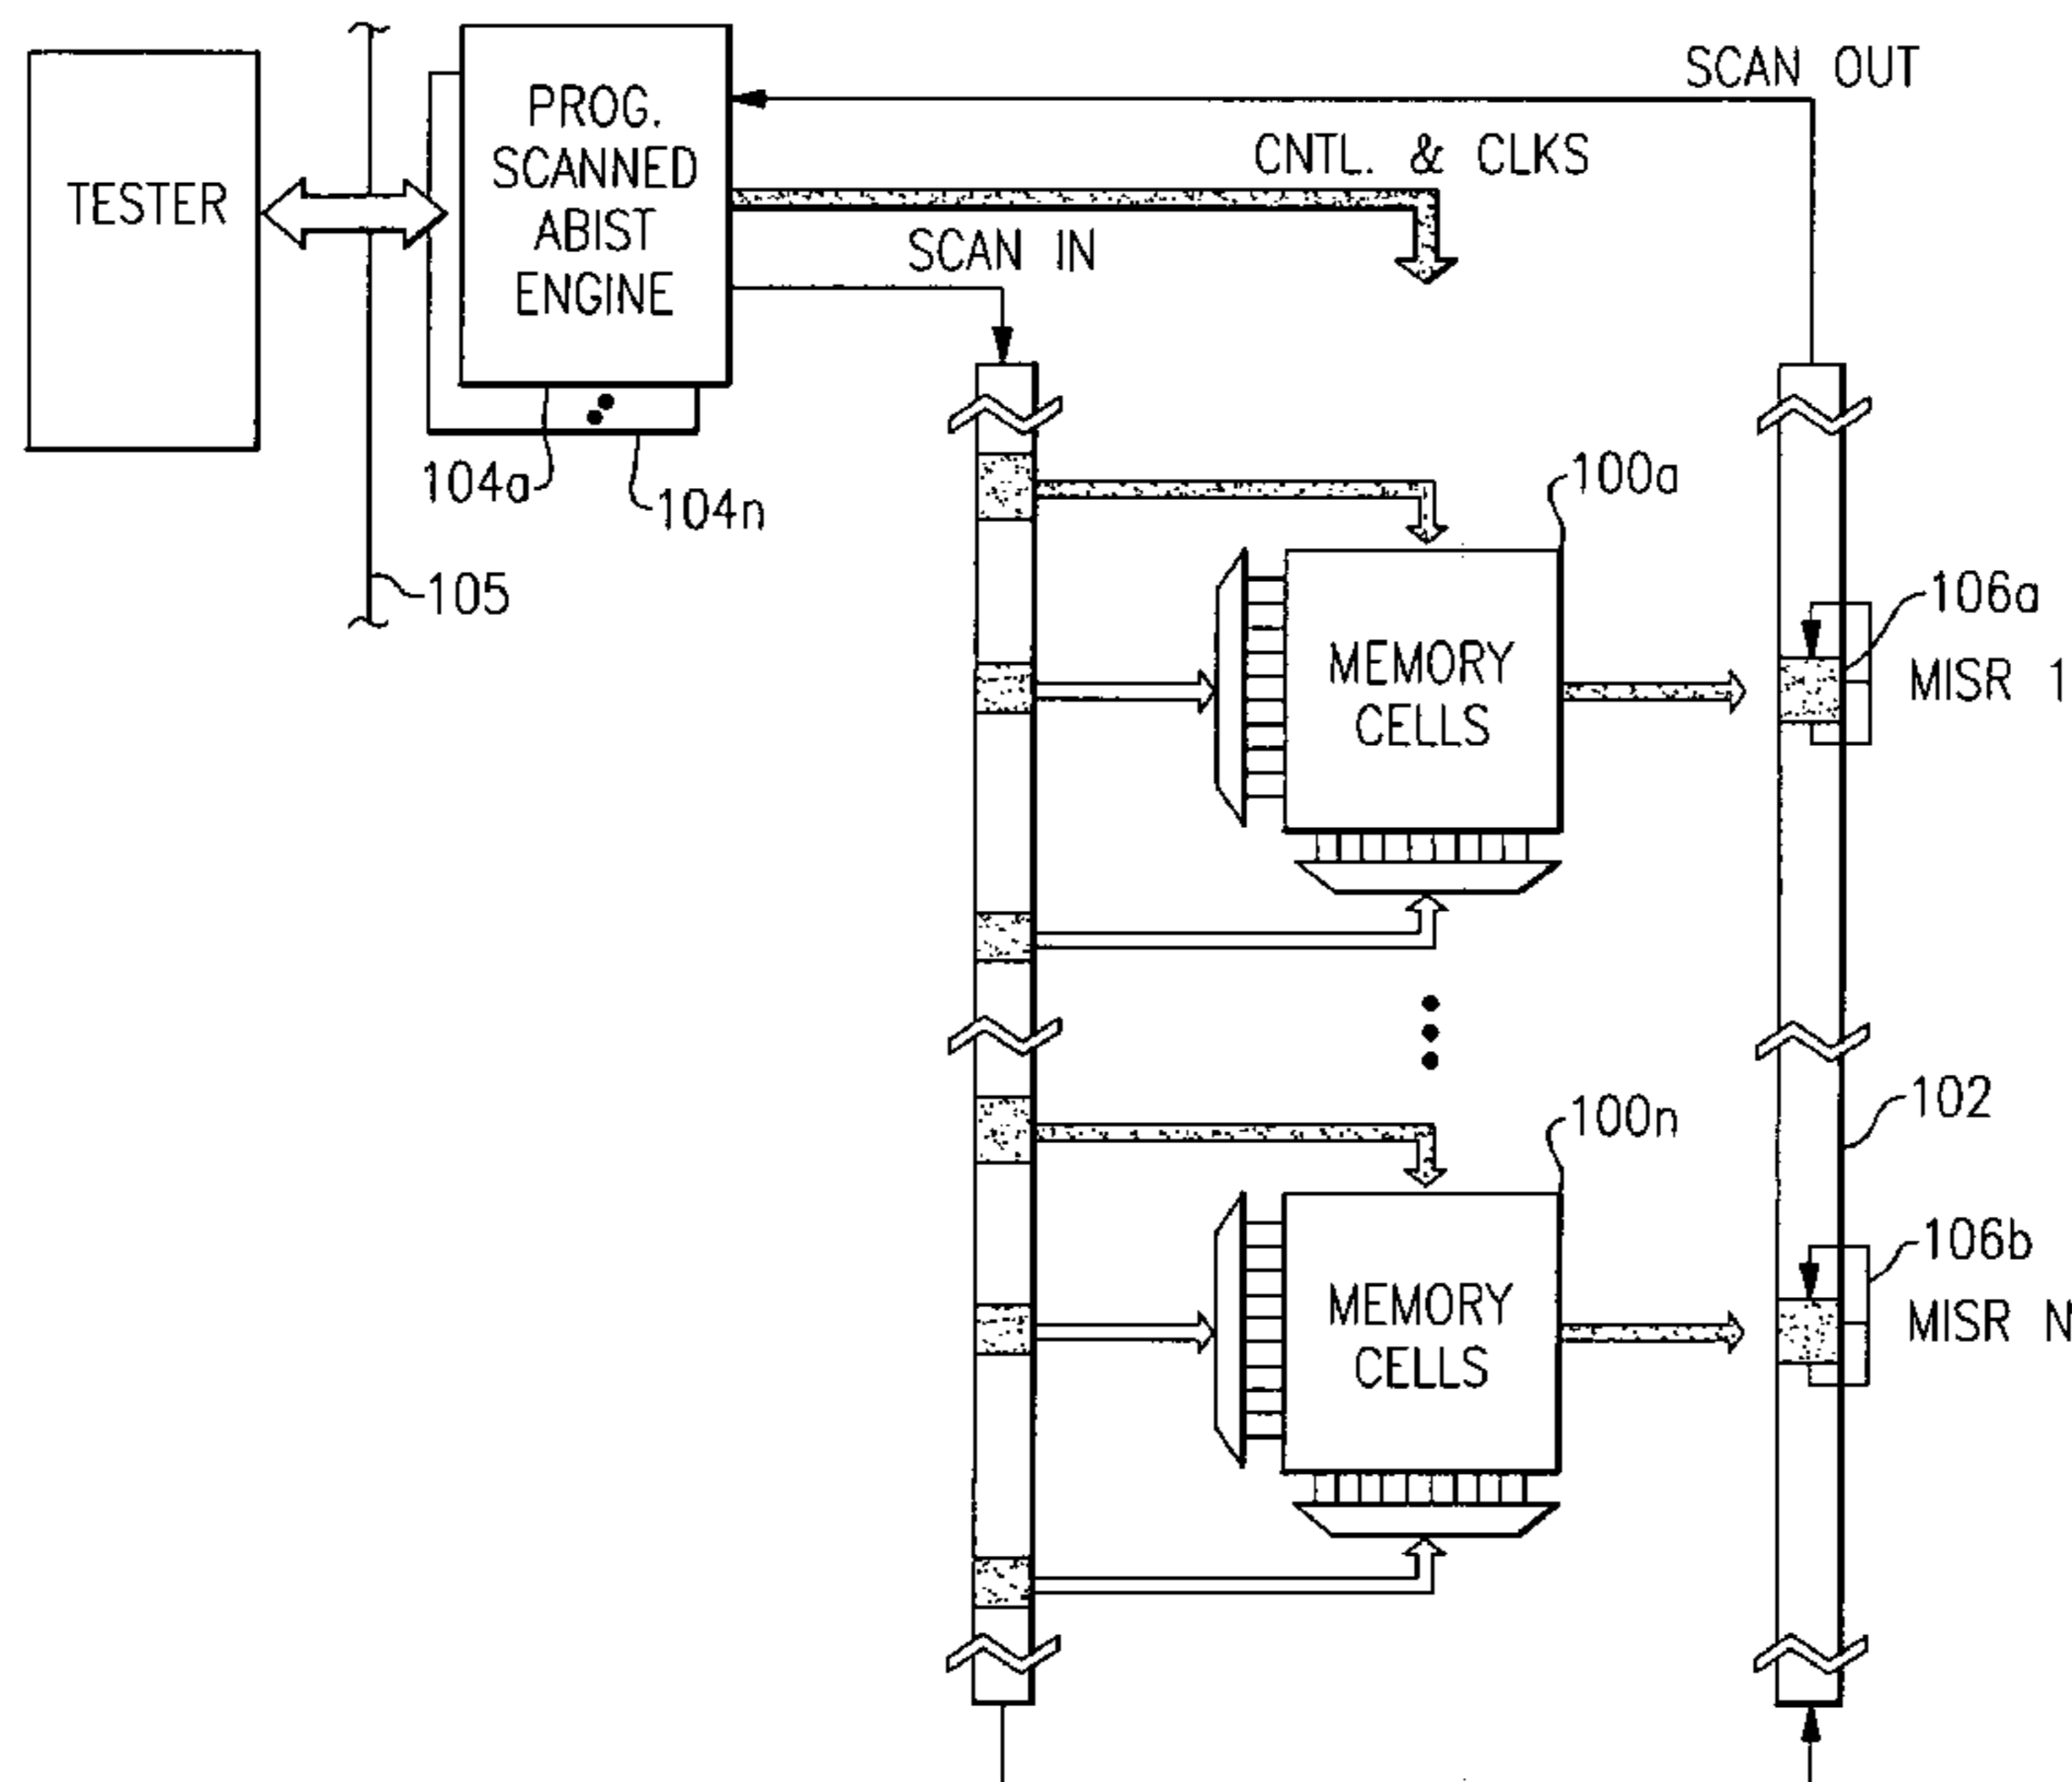 SCAN OUT
PROG.
SCANNED
ABIST
ENGINE
TESTER
CNTL. & CLKS
SCAN IN
104a
104n
105
100a
MEMORY
CELLS
106a
MISR 1
102
100n
MEMORY
CELLS
106b
MISR N